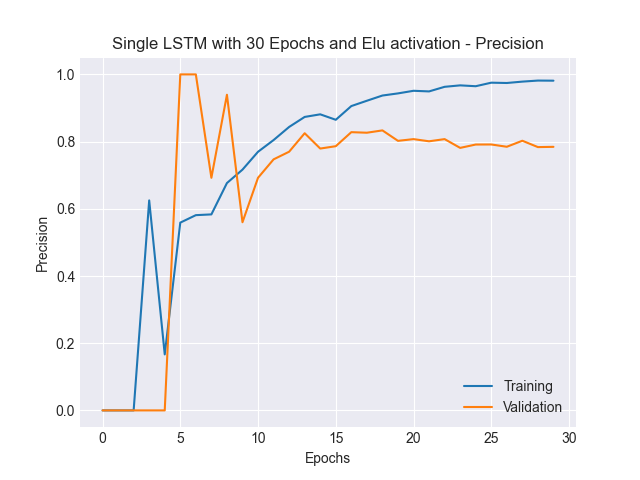 Single LSTM with 30 Epochs and Elu activation - Precision
1.0
0.8
0.6
0.4
0.2
0.0
Precision
Training
Validation
0 5 10 15 20 25 30
Epochs